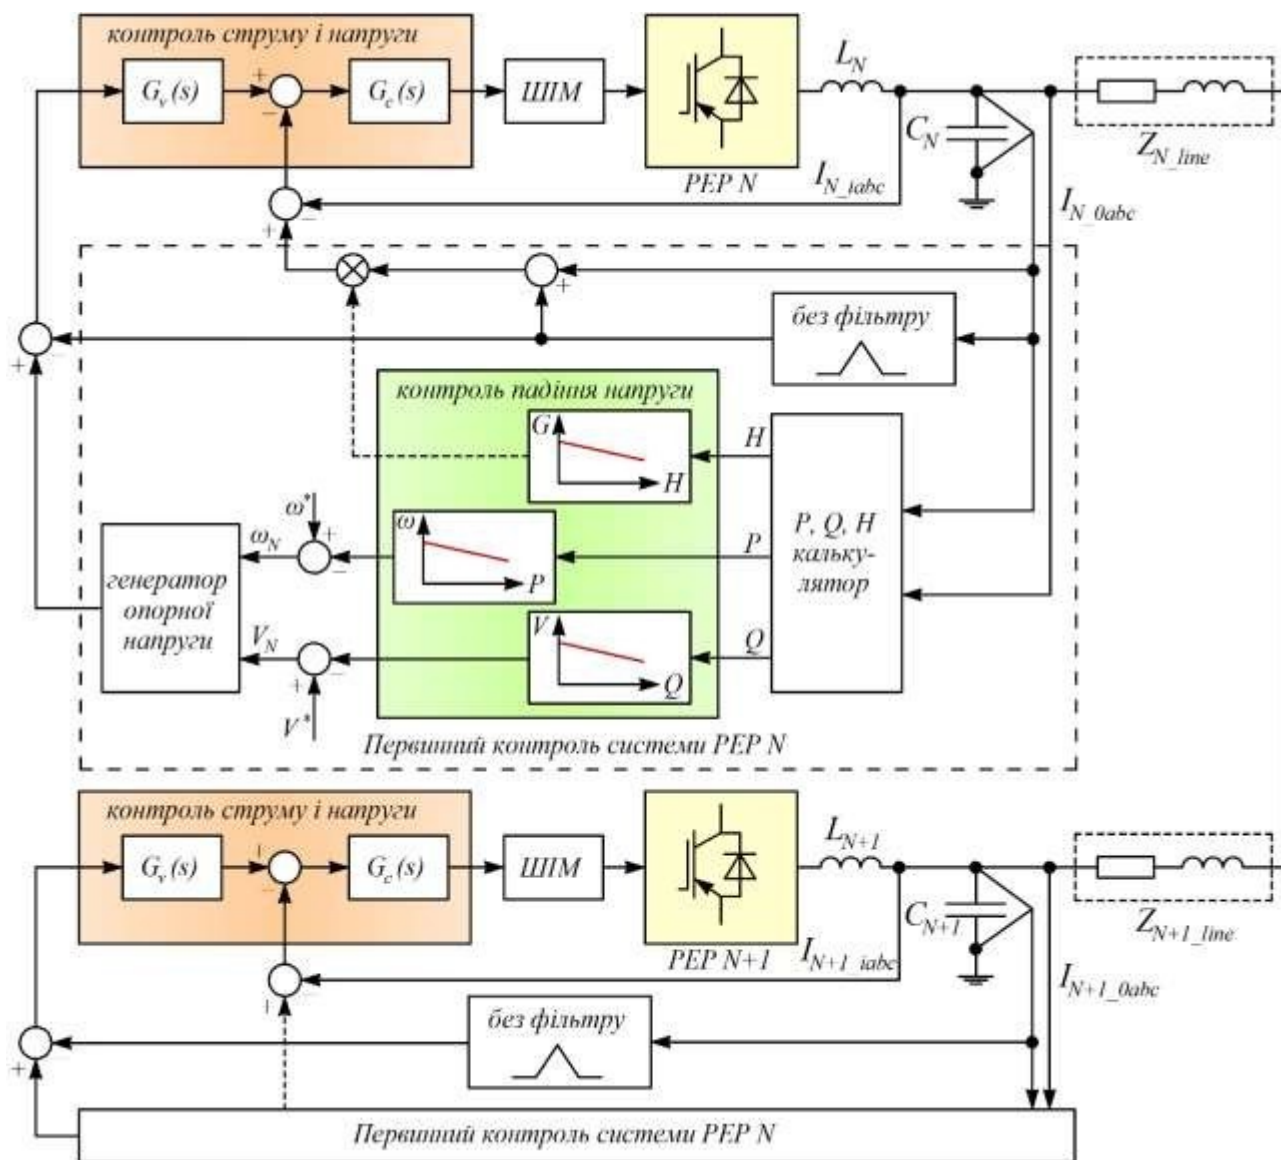 контроль струму і напруги
G_v(s)
+
−
G_c(s)
ШІМ
PEP N
L_N
C_N
Z_N_line
I_N_iabc
I_N_0abc
−
+
+
без фільтру
−
+
контроль падіння напруги
G
H
H
ω
P
P
V
Q
Q
P, Q, H
кальку-
лятор
ω*
+
−
ω_N
генератор
опорної
напруги
V_N
+
−
V*
Первинний контроль системи PEP N
контроль струму і напруги
G_v(s)
+
−
G_c(s)
ШІМ
PEP N+1
L_N+1
C_N+1
Z_N+1_line
I_N+1_iabc
I_N+1_0abc
+
без фільтру
+
Первинний контроль системи PEP N